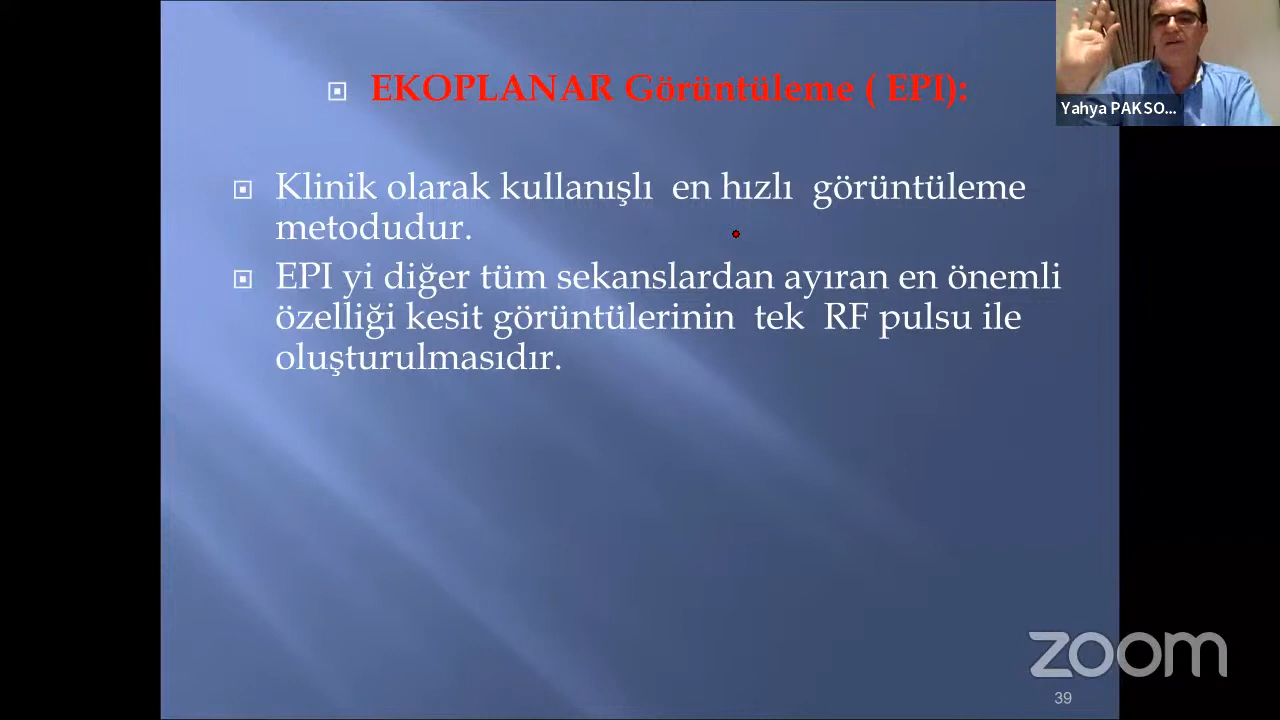 EKOPLANAR Görüntüleme ( EPI):
Yahya PAKSO...
Klinik olarak kullanışlı en hızlı görüntüleme
metodudur.
EPI yi diğer tüm sekanslardan ayıran en önemli
özelliği kesit görüntülerinin tek RF pulsu ile
oluşturulmasıdır.
zoom
39